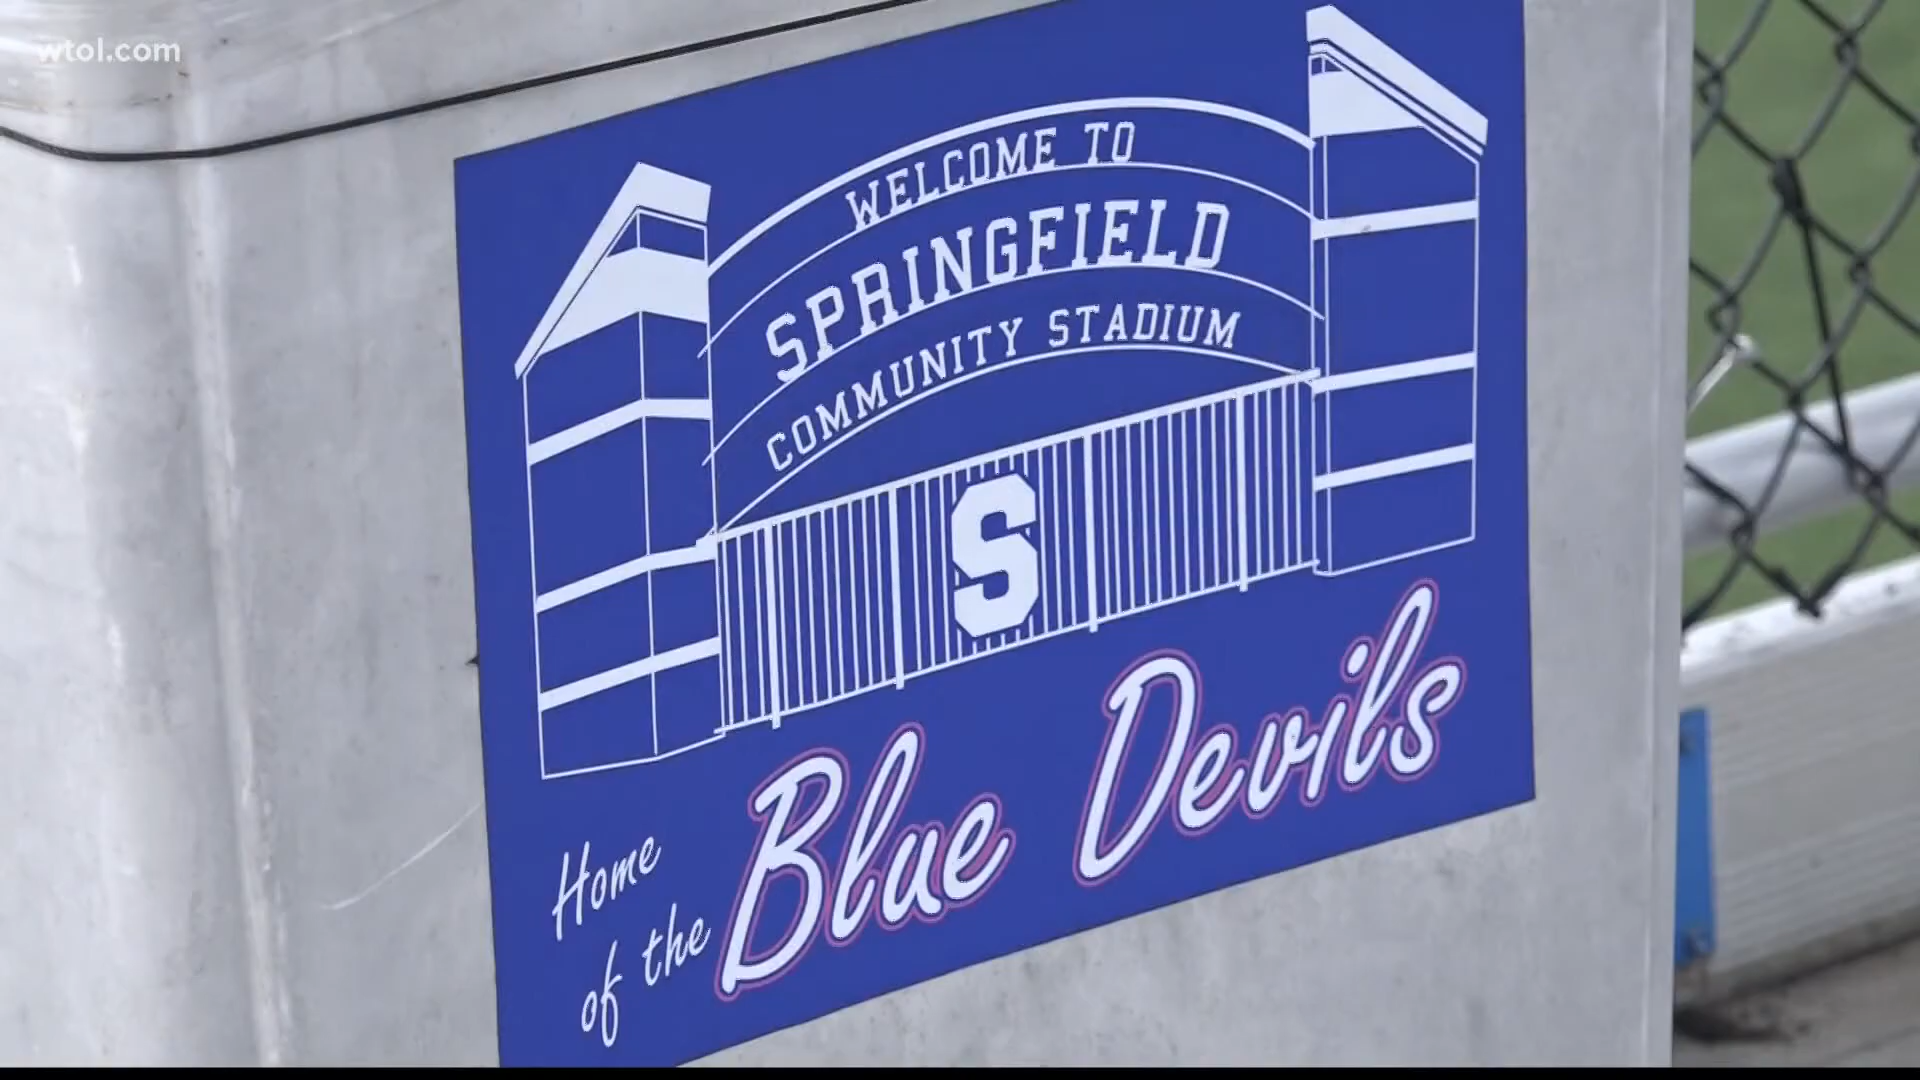 wtol.com
WELCOME TO
SPRINGFIELD
COMMUNITY STADIUM
S
Home
of the
Blue Devils